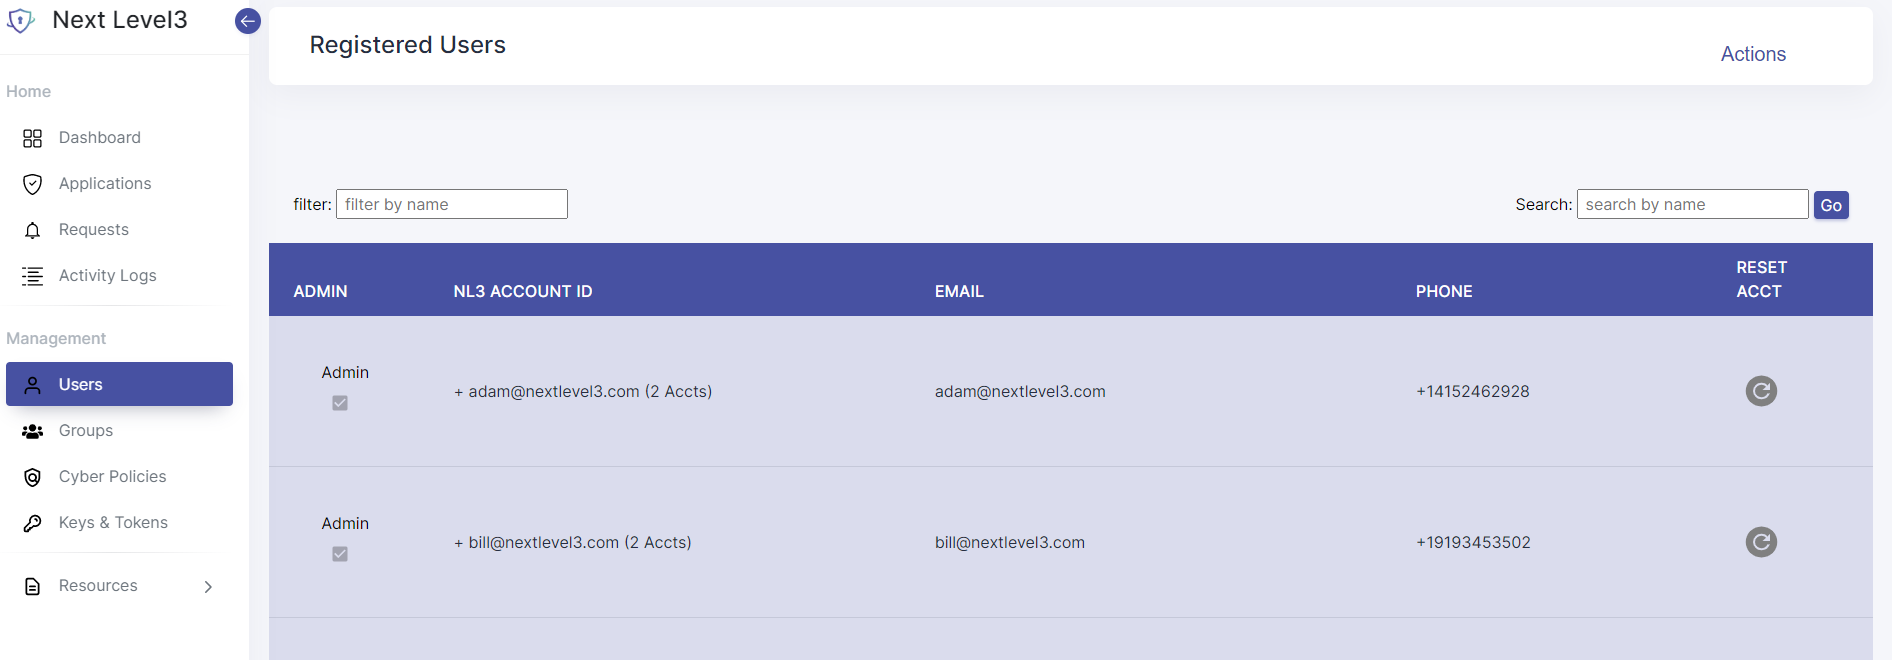 Next Level3
Home
Dashboard
Applications
Requests
Activity Logs
Management
Users
Groups
Cyber Policies
Keys & Tokens
Resources
Registered Users
Actions
filter: filter by name
Search: search by name Go
ADMIN NL3 ACCOUNT ID EMAIL PHONE RESET ACCT
Admin
+ adam@nextlevel3.com (2 Accts) adam@nextlevel3.com +14152462928
Admin
+ bill@nextlevel3.com (2 Accts) bill@nextlevel3.com +19193453502